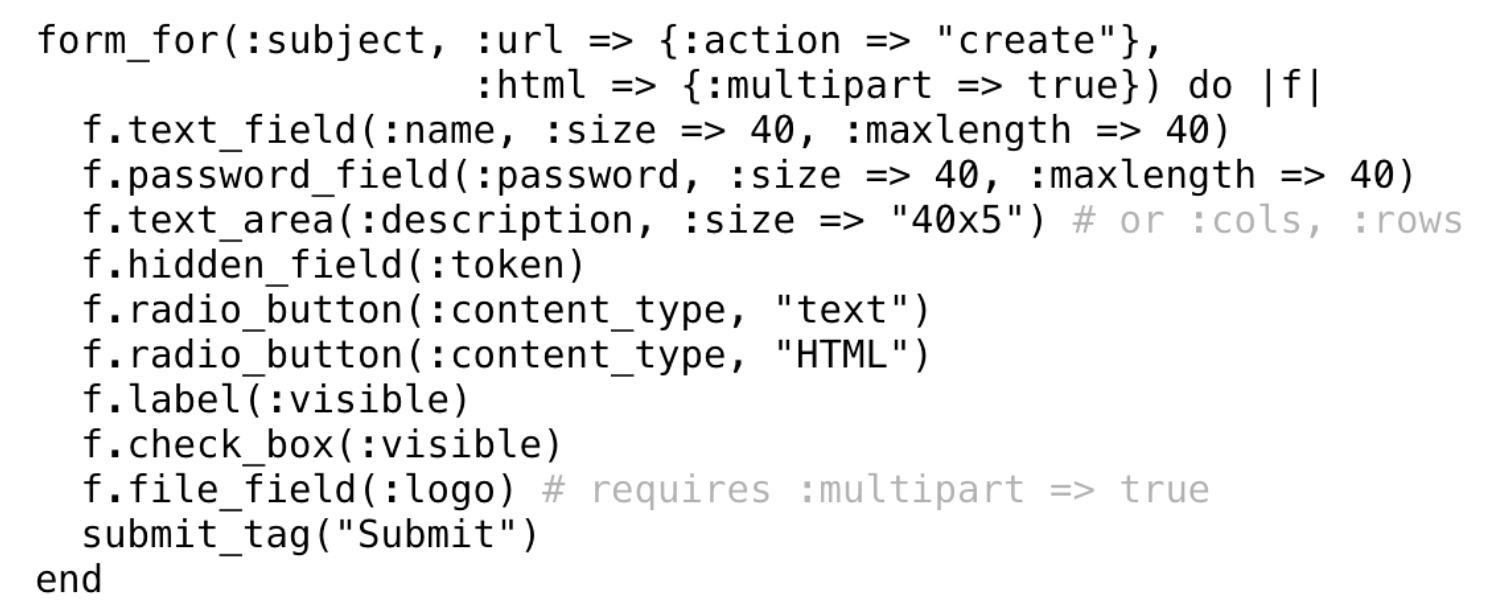 form_for(:subject, :url => {:action => "create"},
                   :html => {:multipart => true}) do |f|
  f.text_field(:name, :size => 40, :maxlength => 40)
  f.password_field(:password, :size => 40, :maxlength => 40)
  f.text_area(:description, :size => "40x5") # or :cols, :rows
  f.hidden_field(:token)
  f.radio_button(:content_type, "text")
  f.radio_button(:content_type, "HTML")
  f.label(:visible)
  f.check_box(:visible)
  f.file_field(:logo) # requires :multipart => true
  submit_tag("Submit")
end